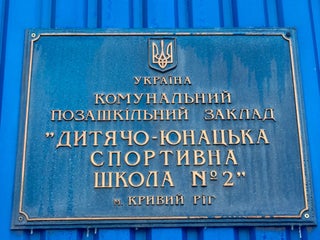 УКРАЇНА
КОМУНАЛЬНИЙ
ПОЗАШКІЛЬНИЙ ЗАКЛАД
"ДИТЯЧО-ЮНАЦЬКА
СПОРТИВНА
ШКОЛА №2"
м. КРИВИЙ РІГ